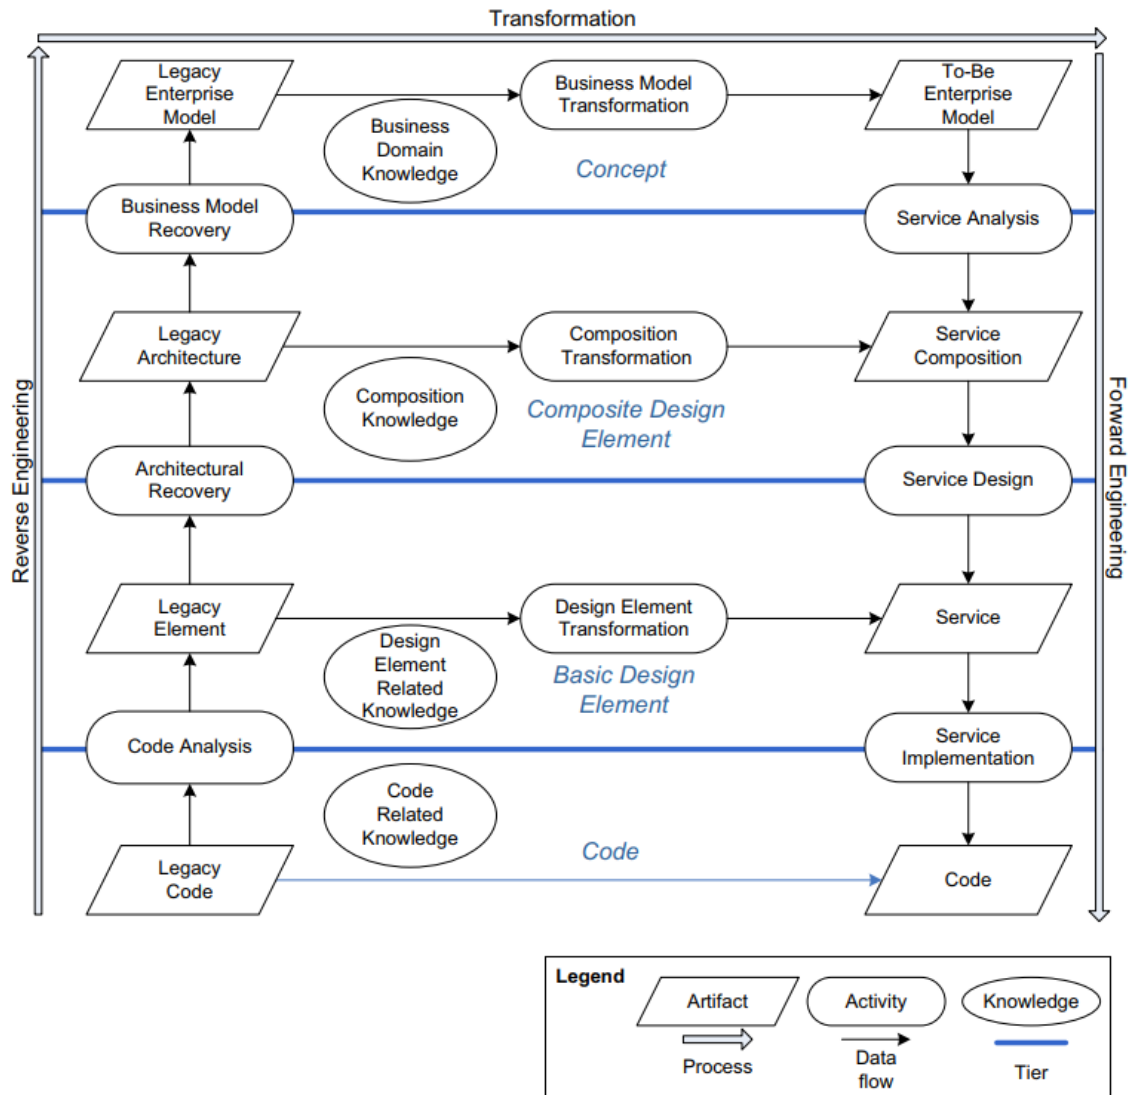 Transformation
Legacy
Enterprise
Model
Business Model
Transformation
To-Be
Enterprise
Model
Business
Domain
Knowledge
Concept
Business Model
Recovery
Service Analysis
Legacy
Architecture
Composition
Transformation
Service
Composition
Composition
Knowledge
Composite Design
Element
Reverse Engineering
Forward Engineering
Architectural
Recovery
Service Design
Legacy
Element
Design Element
Transformation
Service
Design
Element
Related
Knowledge
Basic Design
Element
Code Analysis
Service
Implementation
Code
Related
Knowledge
Code
Legacy
Code
Code
Legend
Artifact
Activity
Knowledge
Process
Data
flow
Tier